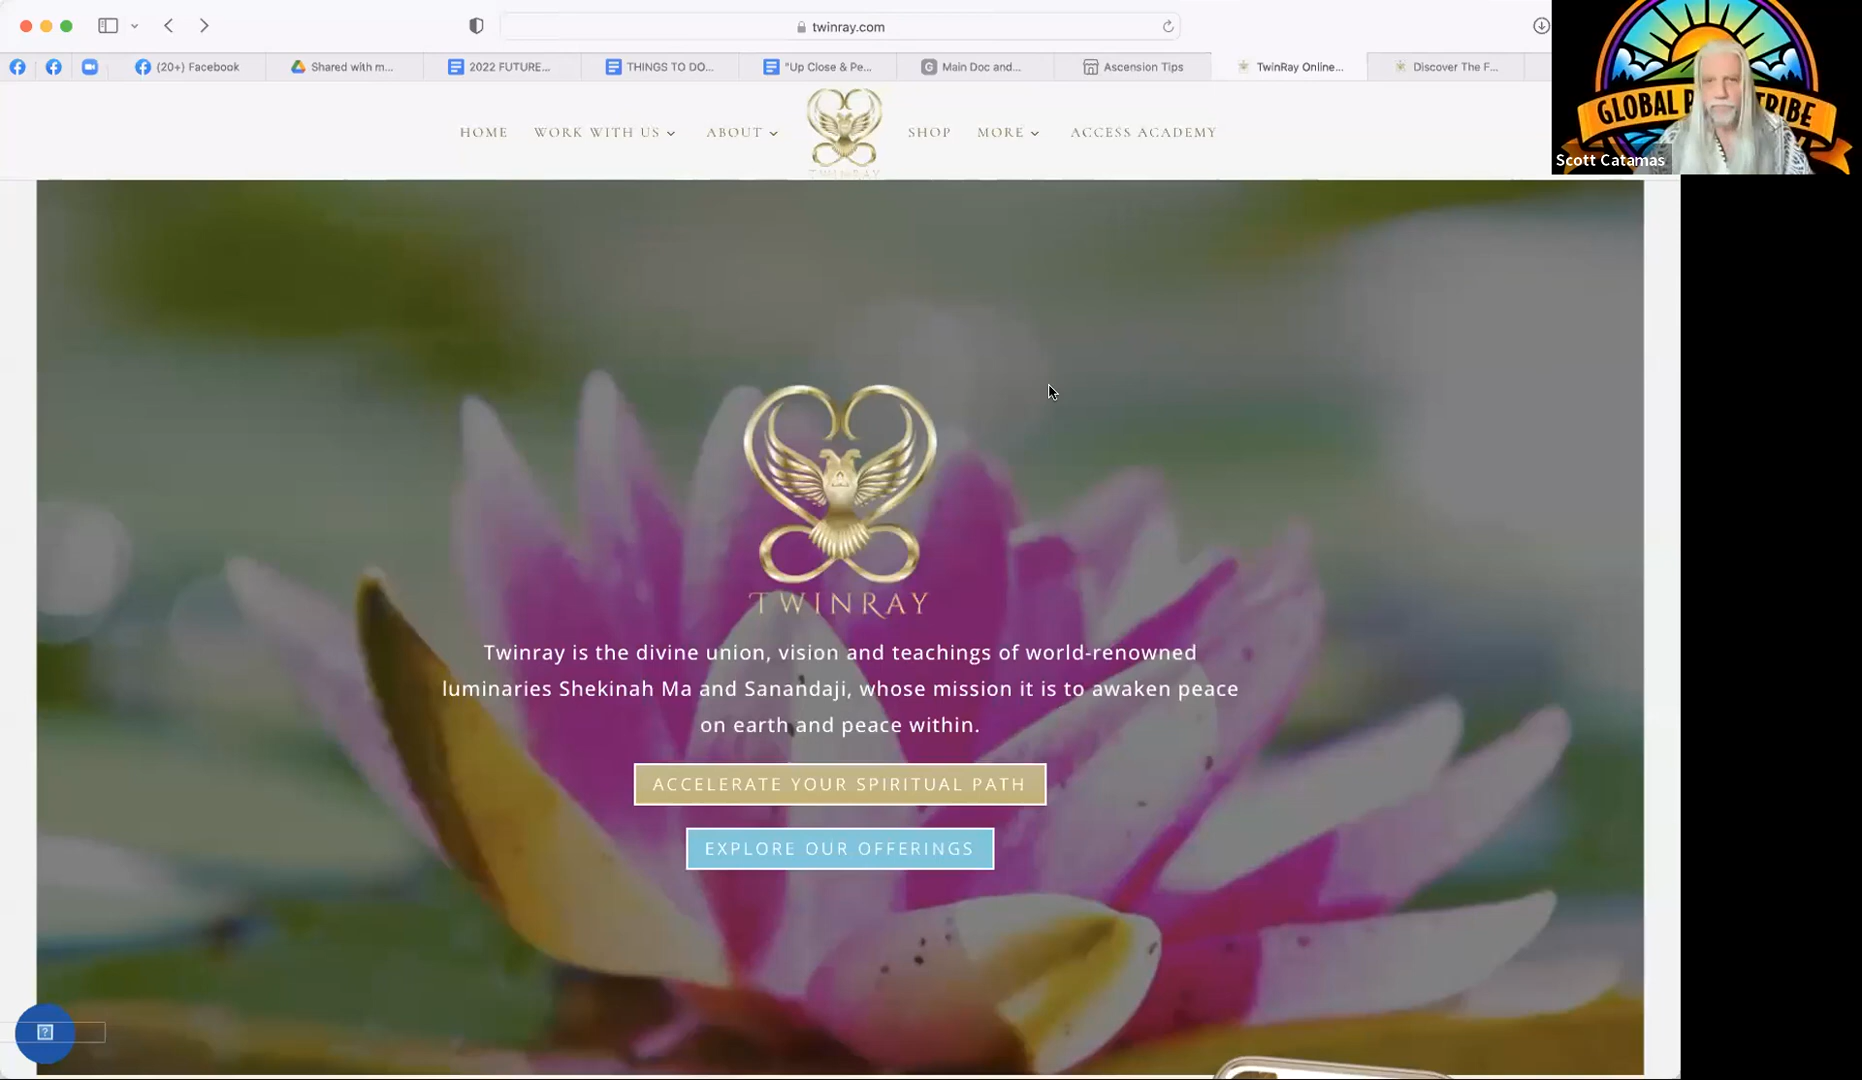 twinray.com
(20+) Facebook
Shared with m...
2022 FUTURE...
THINGS TO DO...
"Up Close & Pe...
Main Doc and...
Ascension Tips
TwinRay Online...
Discover The F...
HOME
WORK WITH US
ABOUT
TWINRAY
SHOP
MORE
ACCESS ACADEMY
GLOBAL P TRIBE
Scott Catamas
TWINRAY
Twinray is the divine union, vision and teachings of world-renowned
luminaries Shekinah Ma and Sanandaji, whose mission it is to awaken peace
on earth and peace within.
ACCELERATE YOUR SPIRITUAL PATH
EXPLORE OUR OFFERINGS